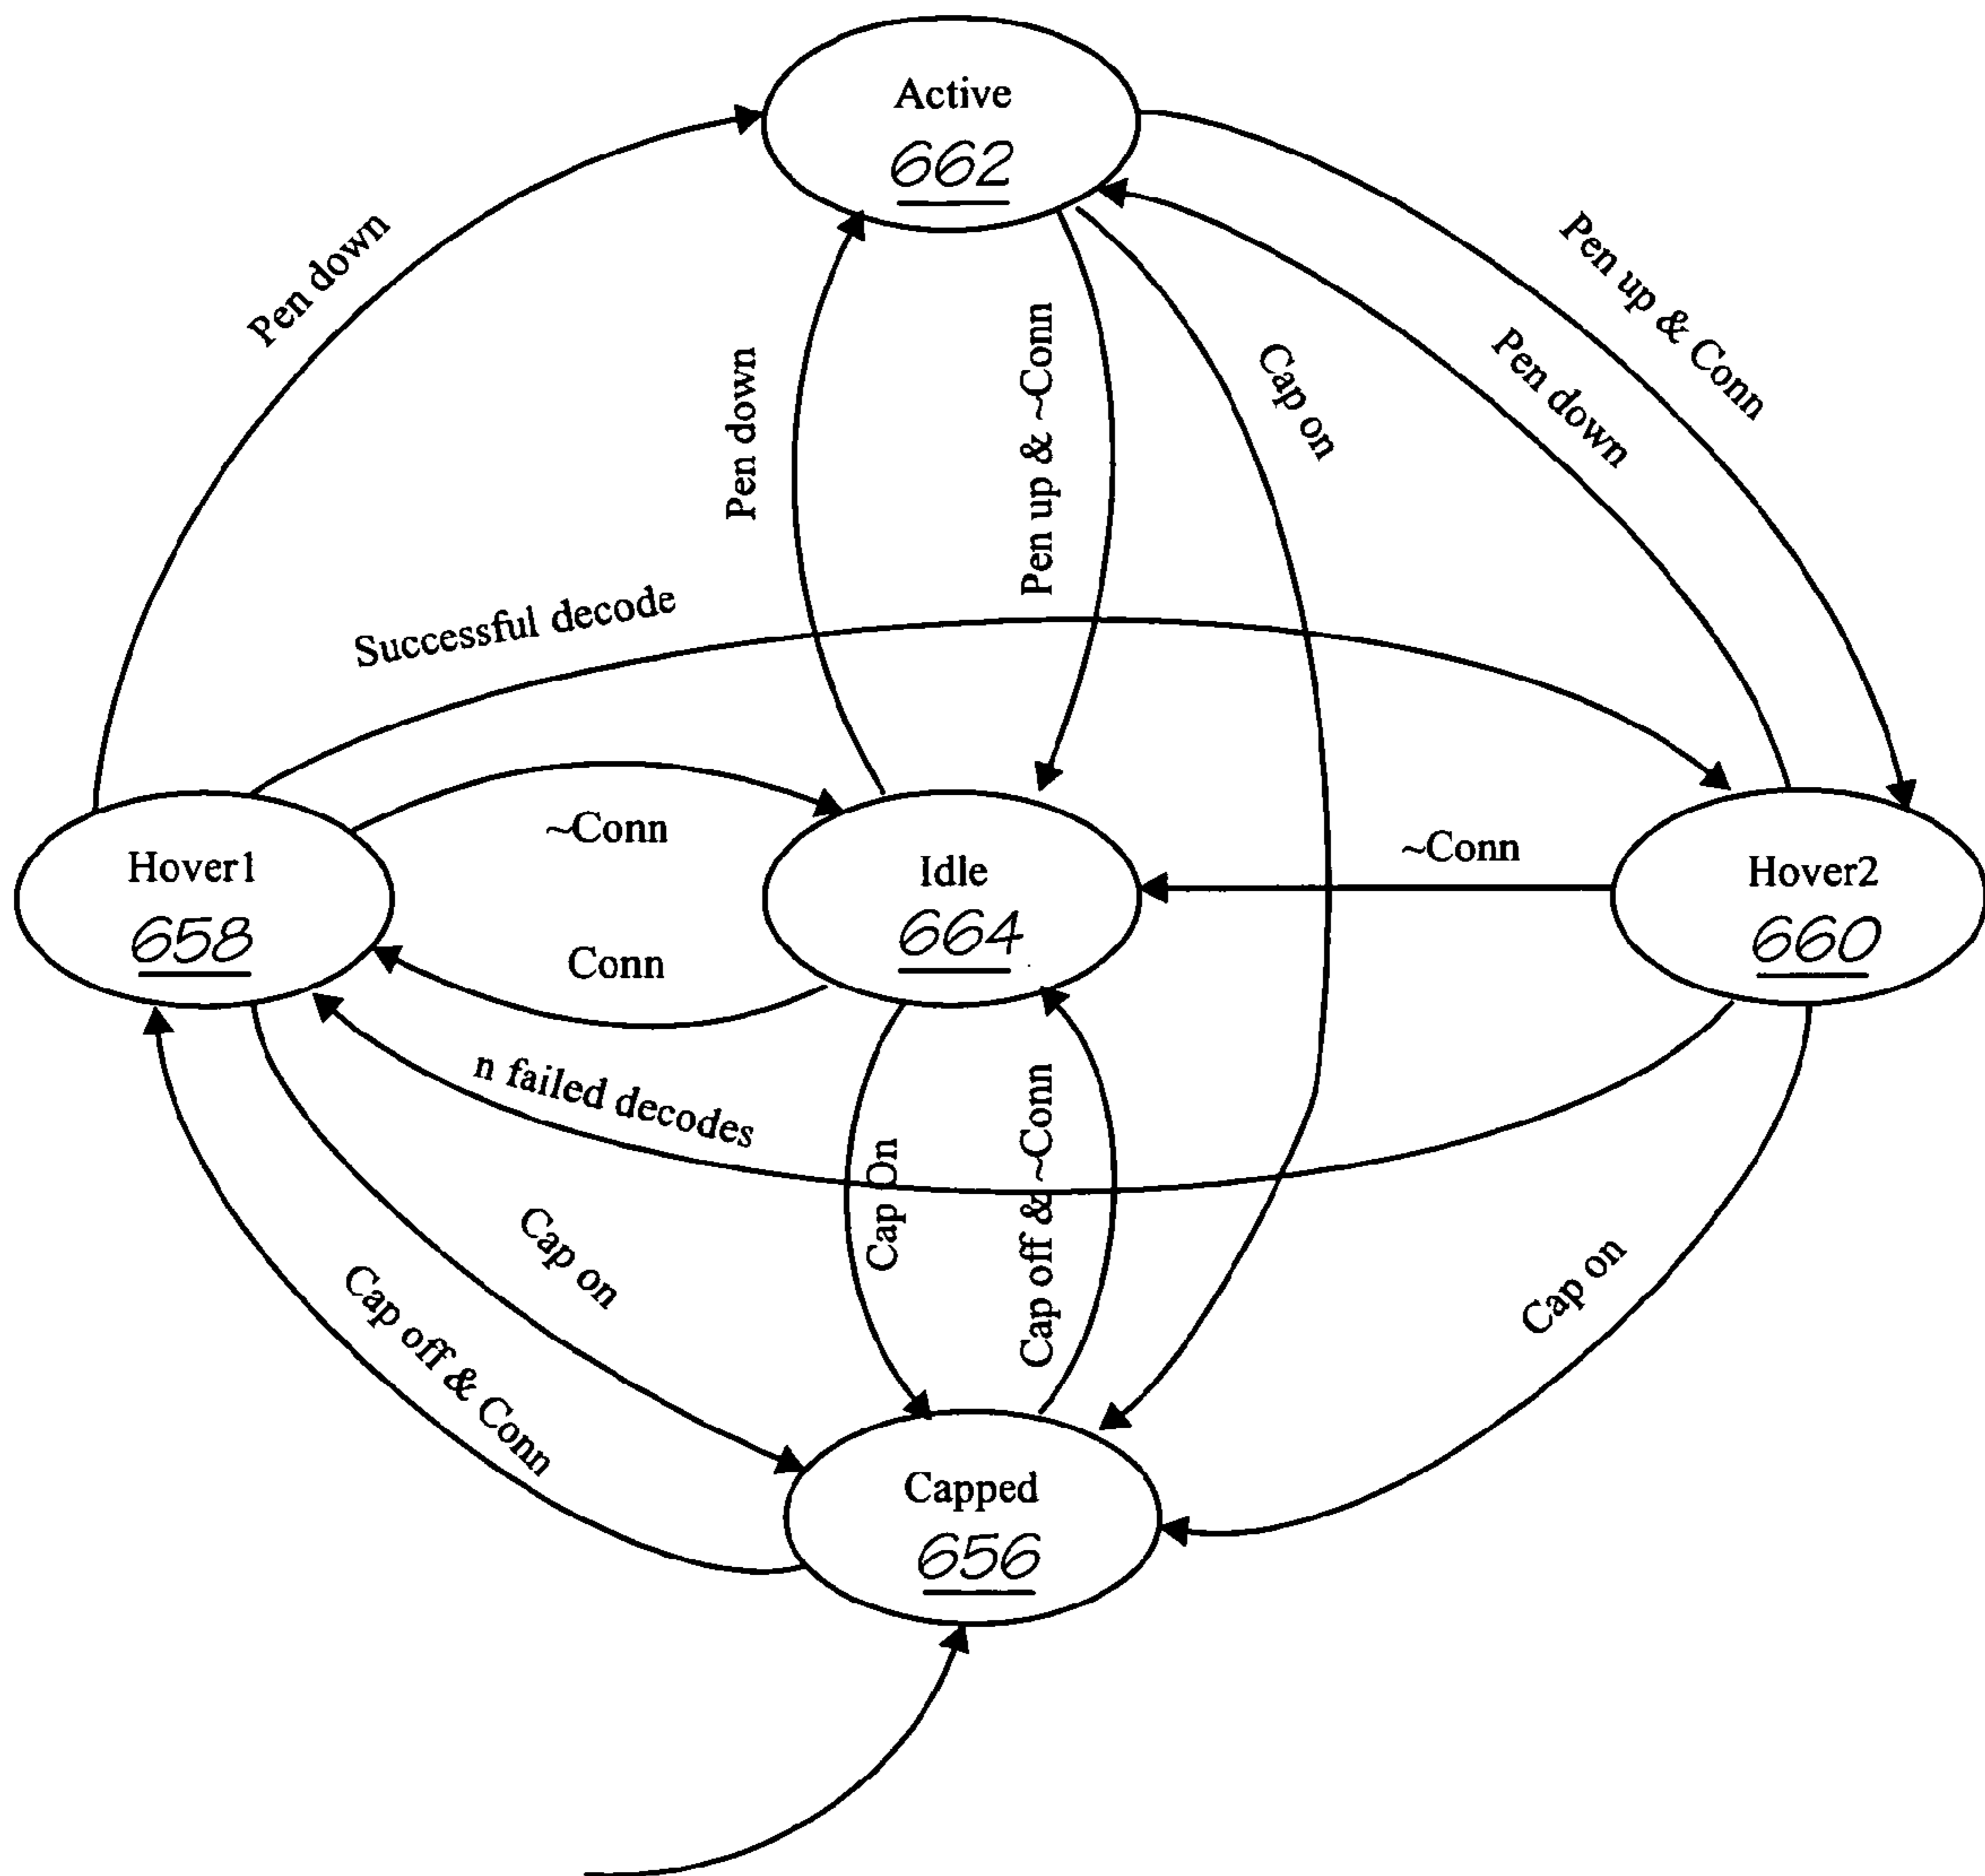 Active
662
Pen down
Pen up & Conn
Pen down
Pen up & ~Conn
Cap on
Pen down
Successful decode
~Conn
~Conn
Hover1
658
Idle
664
Hover2
660
Conn
n failed decodes
Cap On
Cap off & ~Conn
Cap on
Cap on
Cap off & Conn
Capped
656